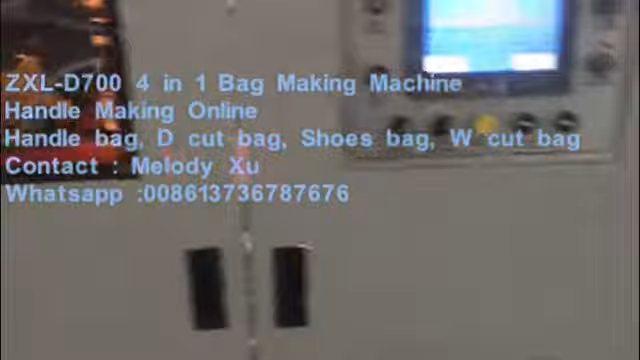 ZXL-D700 4 in 1 Bag Making Machine
Handle Making Online
Handle bag, D cut bag, Shoes bag, W cut bag
Contact : Melody Xu
Whatsapp :008613736787676